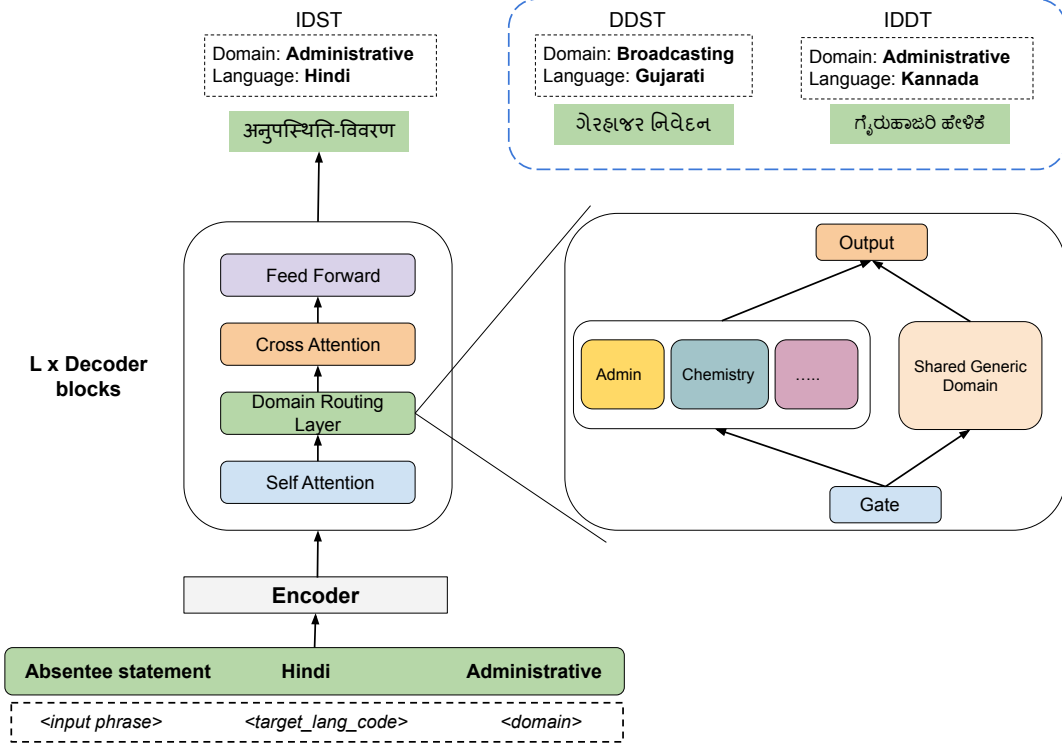 IDST
Domain: Administrative
Language: Hindi
अनुपस्थिति-विवरण
DDST
Domain: Broadcasting
Language: Gujarati
ગેરહાજર નિવેદન
IDDT
Domain: Administrative
Language: Kannada
ಗೈರುಹಾಜರಿ ಹೇಳಿಕೆ
L x Decoder
blocks
Feed Forward
Cross Attention
Domain Routing
Layer
Self Attention
Output
Admin
Chemistry
.....
Shared Generic
Domain
Gate
Encoder
Absentee statement Hindi Administrative
<input phrase> <target_lang_code> <domain>